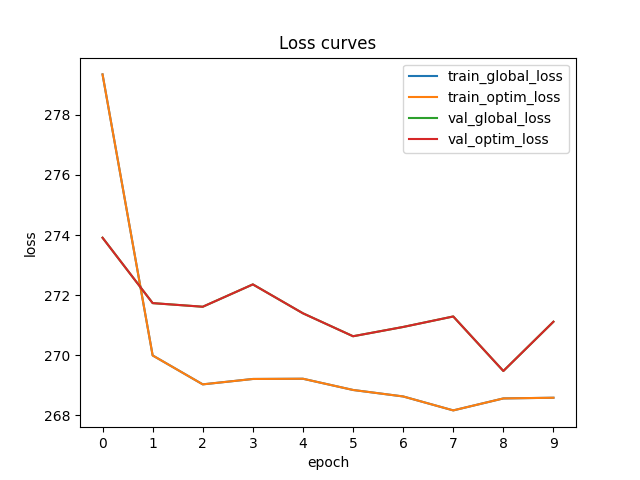 Loss curves
train_global_loss
train_optim_loss
val_global_loss
val_optim_loss
278
276
274
272
270
268
loss
0 1 2 3 4 5 6 7 8 9
epoch